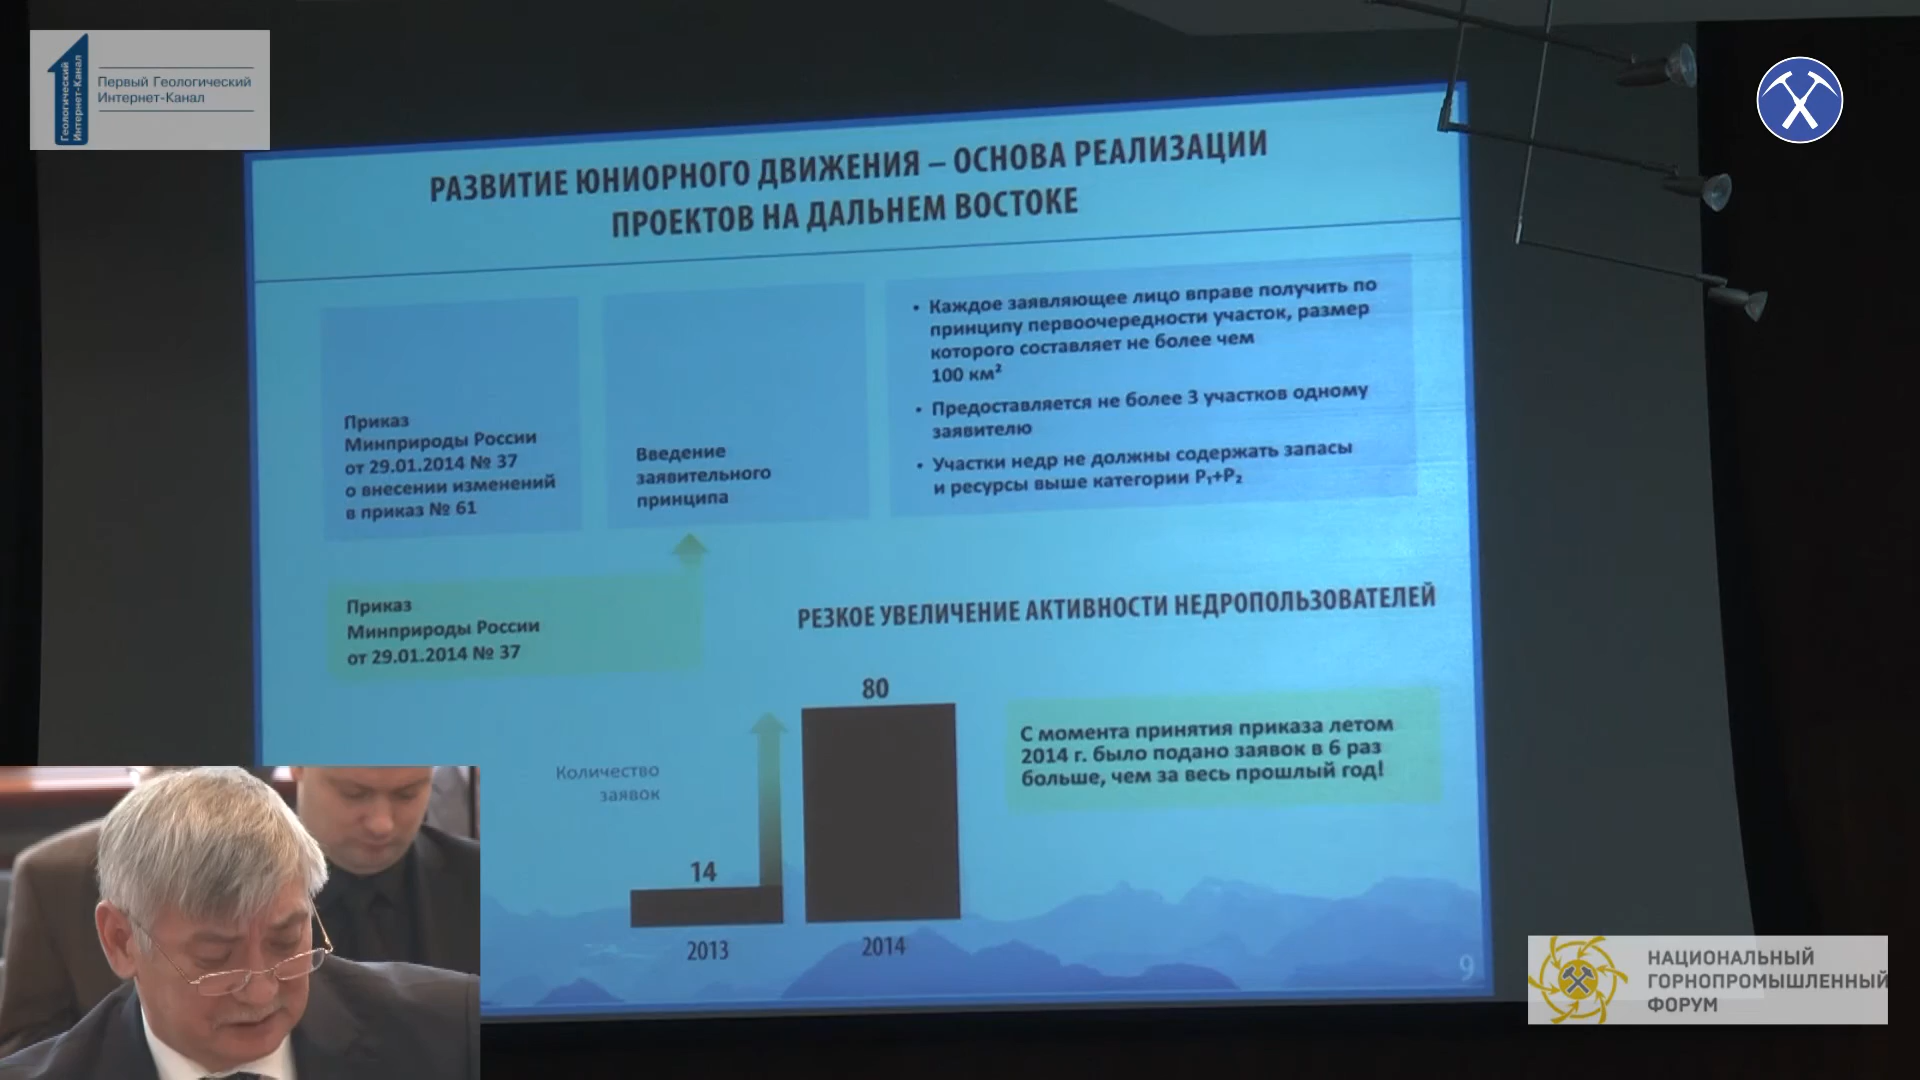 Геологический
Интернет-Канал
Первый Геологический
Интернет-Канал
РАЗВИТИЕ ЮНИОРНОГО ДВИЖЕНИЯ – ОСНОВА РЕАЛИЗАЦИИ
ПРОЕКТОВ НА ДАЛЬНЕМ ВОСТОКЕ
Приказ
Минприроды России
от 29.01.2014 № 37
о внесении изменений
в приказ № 61
Введение
заявительного
принципа
• Каждое заявляющее лицо вправе получить по
принципу первоочередности участок, размер
которого составляет не более чем
100 км²
• Предоставляется не более 3 участков одному
заявителю
• Участки недр не должны содержать запасы
и ресурсы выше категории P₁+P₂
Приказ
Минприроды России
от 29.01.2014 № 37
РЕЗКОЕ УВЕЛИЧЕНИЕ АКТИВНОСТИ НЕДРОПОЛЬЗОВАТЕЛЕЙ
Количество
заявок
14
80
2013
2014
С момента принятия приказа летом
2014 г. было подано заявок в 6 раз
больше, чем за весь прошлый год!
9
НАЦИОНАЛЬНЫЙ
ГОРНОПРОМЫШЛЕННЫЙ
ФОРУМ